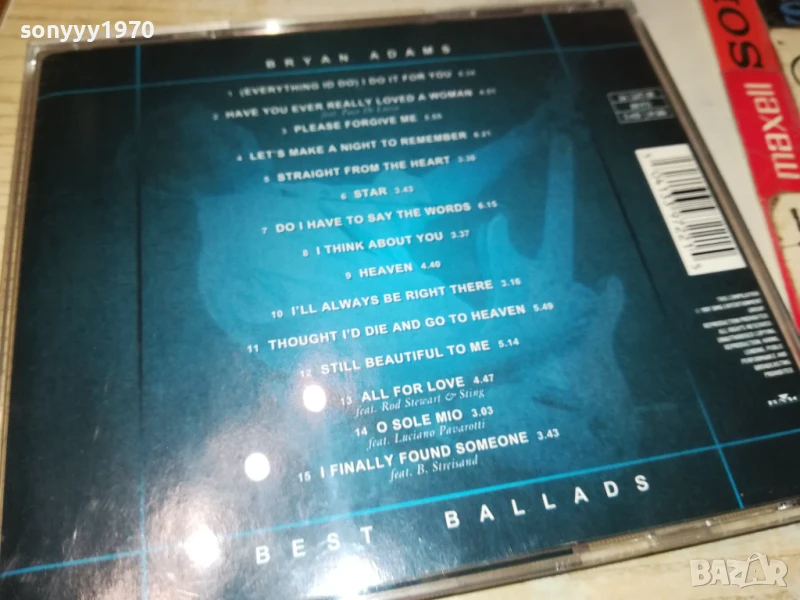 sonyyy1970
BRYAN ADAMS
1 (EVERYTHING ID DO) I DO IT FOR YOU
2 HAVE YOU EVER REALLY LOVED A WOMAN
3 PLEASE FORGIVE ME
4 LET'S MAKE A NIGHT TO REMEMBER 6.21
5 STRAIGHT FROM THE HEART
6 STAR 3.43
7 DO I HAVE TO SAY THE WORDS 6.15
8 I THINK ABOUT YOU 3.37
9 HEAVEN 4.40
10 I'LL ALWAYS BE RIGHT THERE 3.16
11 THOUGHT I'D DIE AND GO TO HEAVEN 5.49
12 STILL BEAUTIFUL TO ME 5.14
13 ALL FOR LOVE 4.47
feat. Rod Stewart & Sting
14 O SOLE MIO 3.03
feat. Luciano Pavarotti
15 I FINALLY FOUND SOMEONE 3.43
feat. B. Streisand
BEST BALLADS
maxell
BAZAR